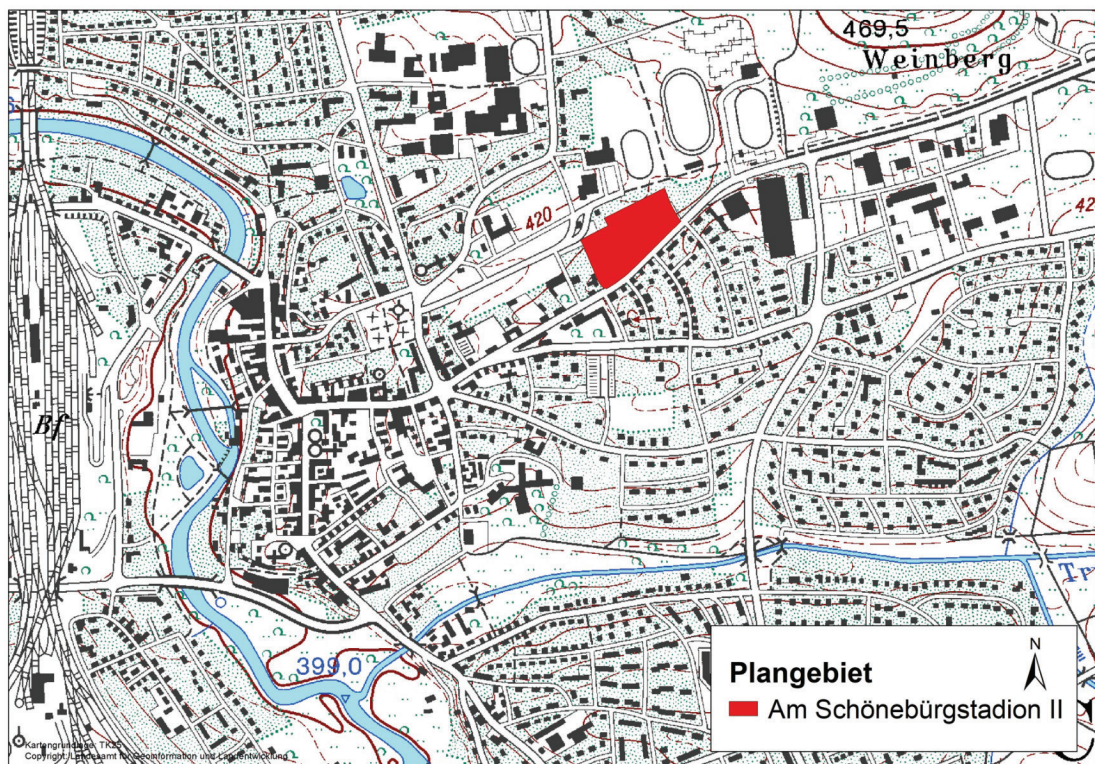 469,5
Weinberg
420
42
Bf
399,0
N
Plangebiet
Am Schönebürgstadion II
Kartengrundlage: TK25
Copyright: Landesamt für Geoinformation und Landentwicklung